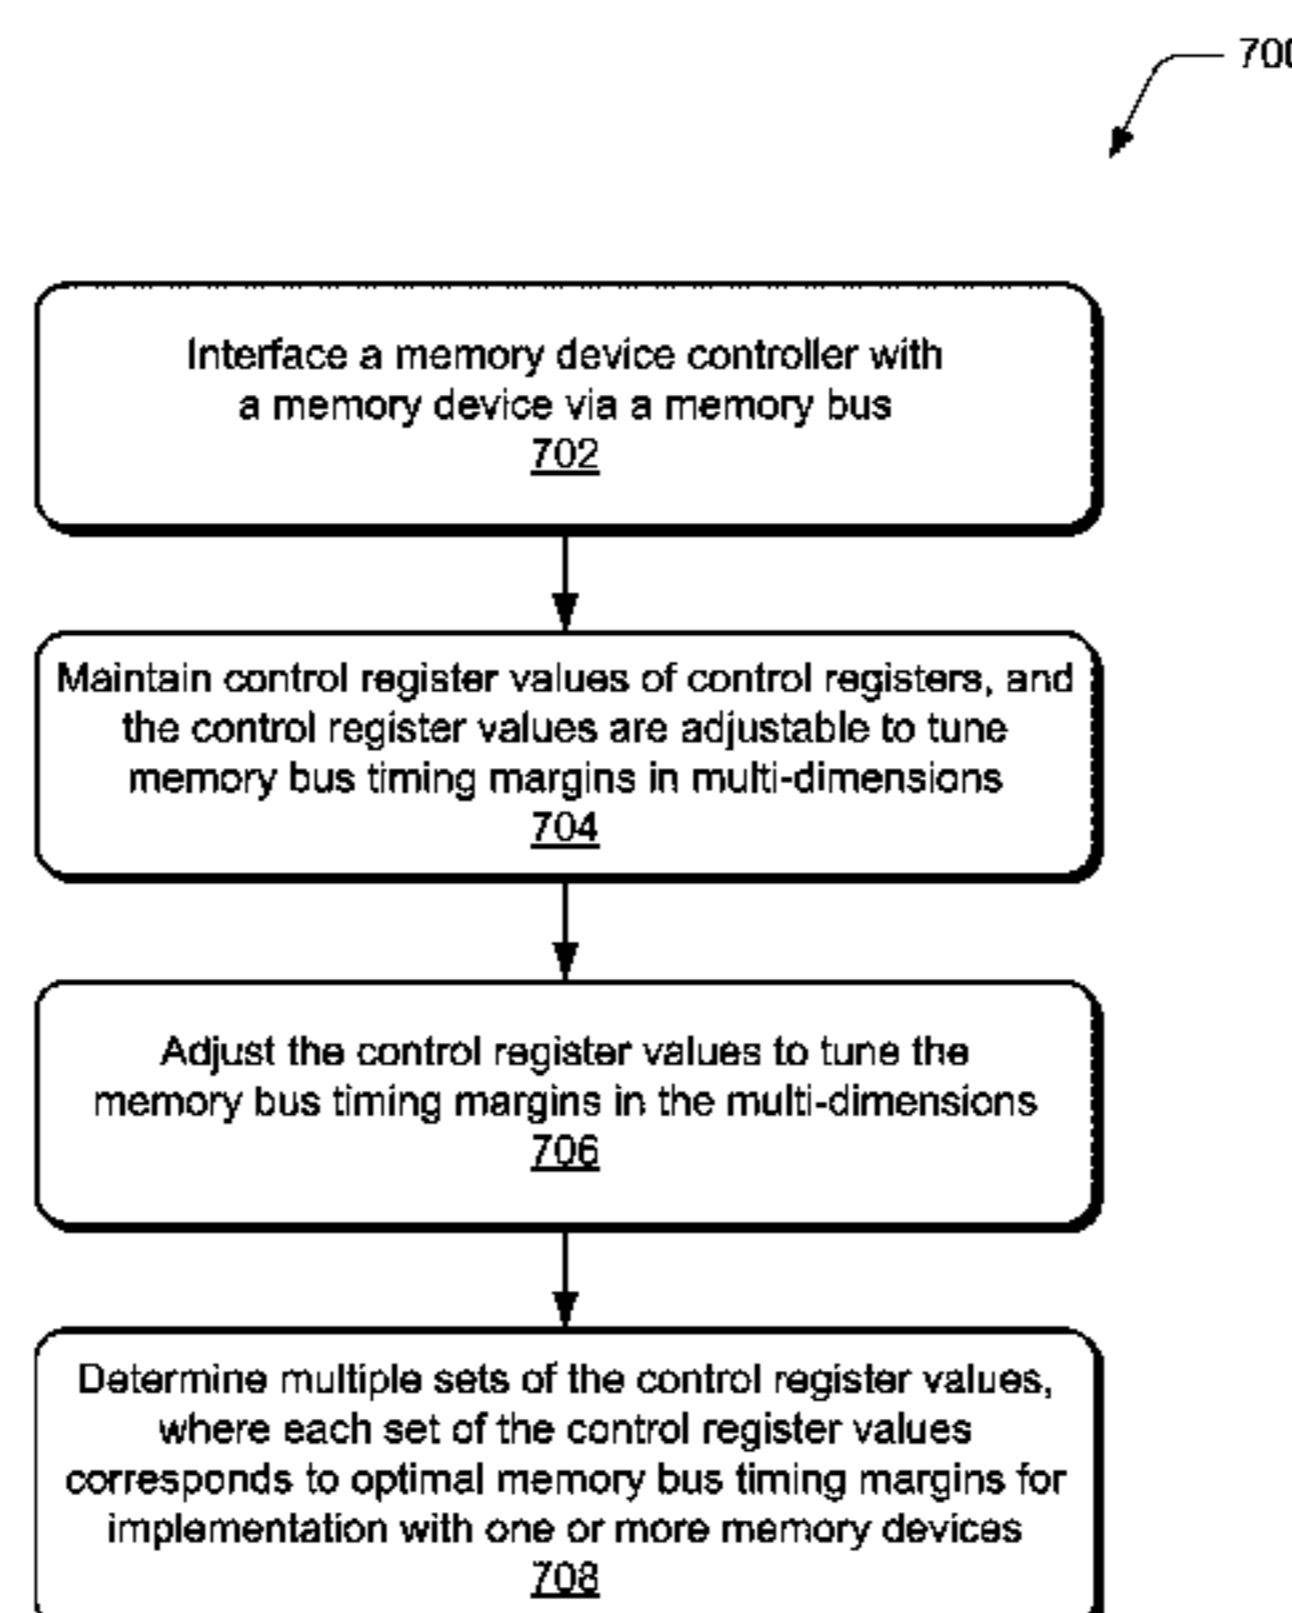 700
Interface a memory device controller with
a memory device via a memory bus
702
Maintain control register values of control registers, and
the control register values are adjustable to tune
memory bus timing margins in multi-dimensions
704
Adjust the control register values to tune the
memory bus timing margins in the multi-dimensions
706
Determine multiple sets of the control register values,
where each set of the control register values
corresponds to optimal memory bus timing margins for
implementation with one or more memory devices
708